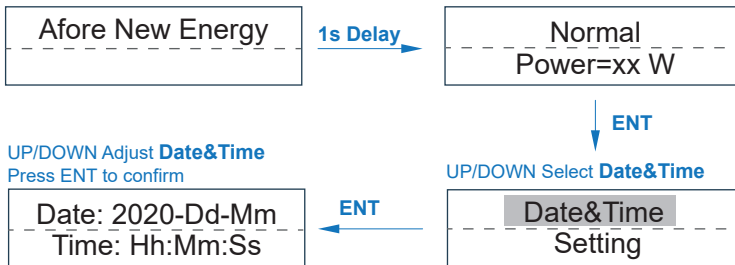 Afore New Energy
1s Delay
Normal
Power=xx W
ENT
UP/DOWN Select Date&Time
Date&Time
Setting
ENT
UP/DOWN Adjust Date&Time
Press ENT to confirm
Date: 2020-Dd-Mm
Time: Hh:Mm:Ss